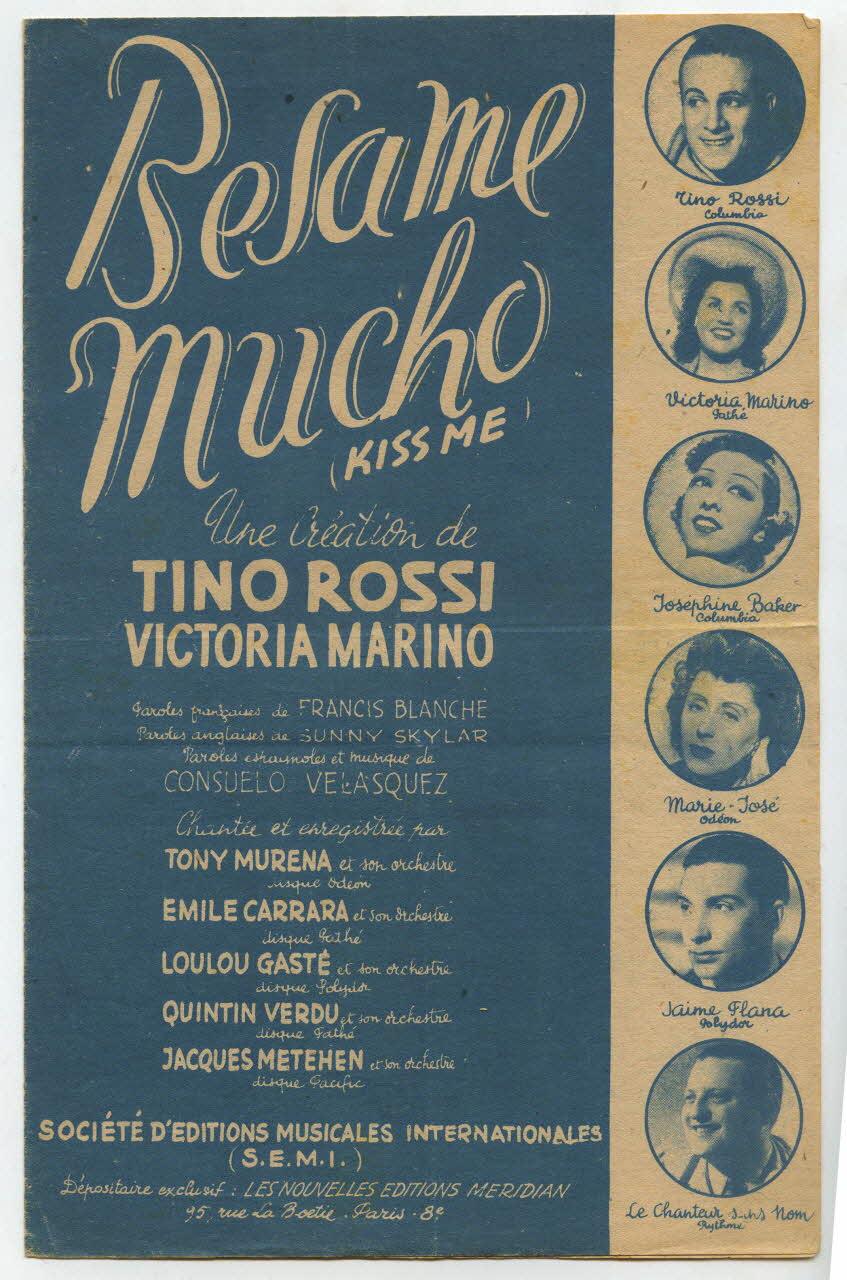 Besame
Mucho
(KISS ME)
Une Création de
TINO ROSSI
VICTORIA MARINO
Paroles françaises de FRANCIS BLANCHE
Paroles anglaises de SUNNY SKYLAR
Paroles espagnoles et musique de
CONSUELO VELASQUEZ
Chantée et enregistrée par
TONY MURENA et son orchestre
disque Odéon
EMILE CARRARA et son Orchestre
disque Pathé
LOULOU GASTÉ et son orchestre
disque Polydor
QUINTIN VERDU et son orchestre
disque Pathé
JACQUES METEHEN et son orchestre
disque Pacific
SOCIÉTÉ D'EDITIONS MUSICALES INTERNATIONALES
(S.E.M.I.)
Dépositaire exclusif : LES NOUVELLES EDITIONS MERIDIAN
95, rue La Boetie - Paris - 8e
Tino Rossi
Columbia
Victoria Marino
Pathé
Joséphine Baker
Columbia
Marie-José
Odéon
Jaime Plana
Polydor
Le Chanteur sans Nom
Rythme